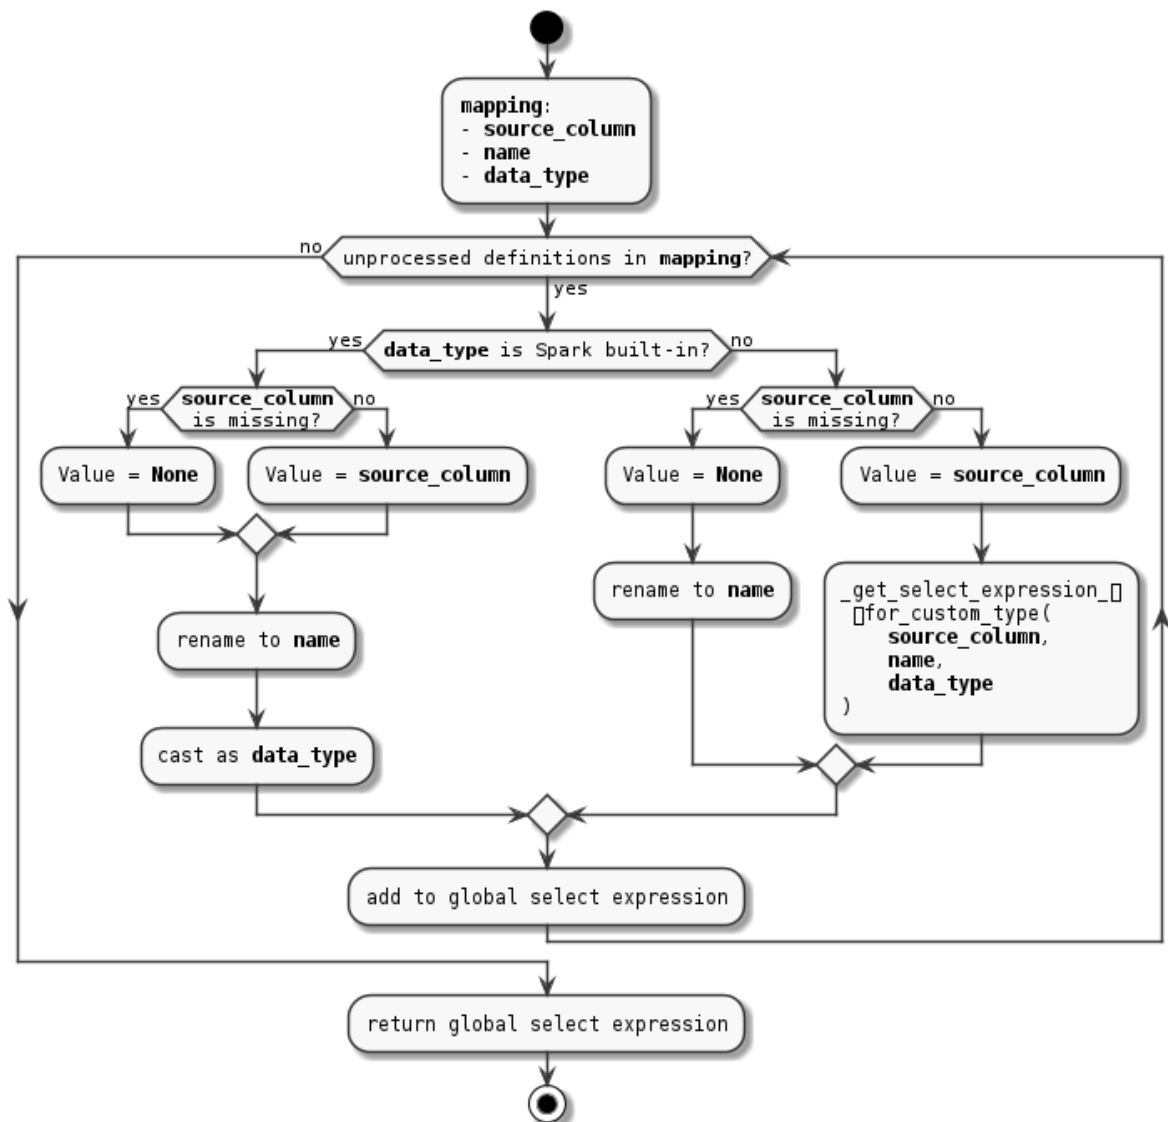 mapping:
- source_column
- name
- data_type
no
unprocessed definitions in mapping?
yes
yes
data_type is Spark built-in?
no
yes
source_column
is missing?
no
yes
source_column
is missing?
no
Value = None
Value = source_column
Value = None
Value = source_column
rename to name
cast as data_type
rename to name
_get_select_expression_▯
▯for_custom_type(
source_column,
name,
data_type
)
add to global select expression
return global select expression